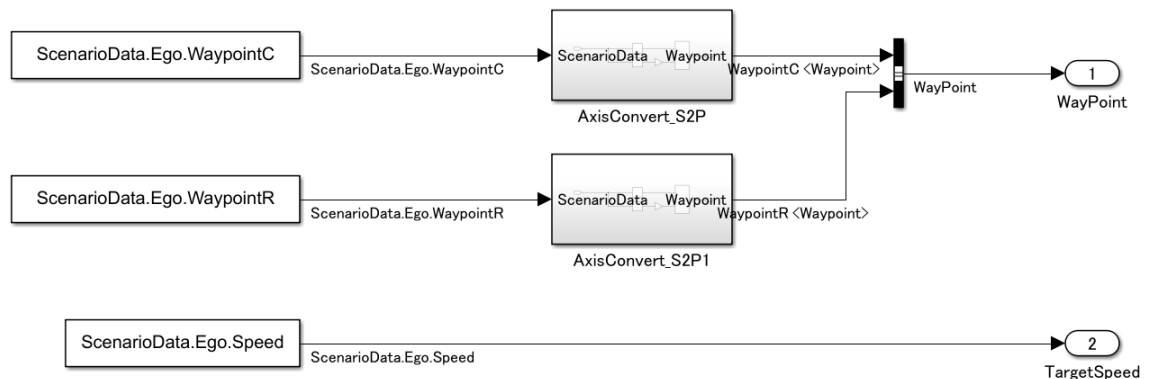 ScenarioData.Ego.WaypointC
ScenarioData.Ego.WaypointC
ScenarioData Waypoint
AxisConvert_S2P
WaypointC <Waypoint>
WayPoint
1
WayPoint
ScenarioData.Ego.WaypointR
ScenarioData.Ego.WaypointR
ScenarioData Waypoint
AxisConvert_S2P1
WaypointR <Waypoint>
ScenarioData.Ego.Speed
ScenarioData.Ego.Speed
2
TargetSpeed